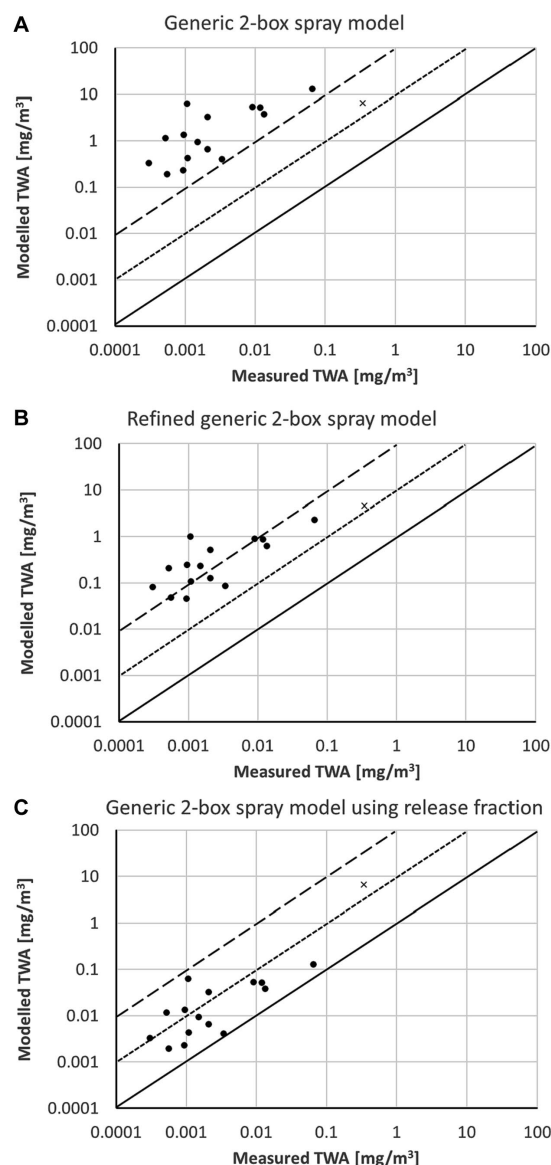 A
Generic 2-box spray model
Modelled TWA [mg/m³]
100
10
1
0.1
0.01
0.001
0.0001
0.0001 0.001 0.01 0.1 1 10 100
Measured TWA [mg/m³]
B
Refined generic 2-box spray model
Modelled TWA [mg/m³]
100
10
1
0.1
0.01
0.001
0.0001
0.0001 0.001 0.01 0.1 1 10 100
Measured TWA [mg/m³]
C
Generic 2-box spray model using release fraction
Modelled TWA [mg/m³]
100
10
1
0.1
0.01
0.001
0.0001
0.0001 0.001 0.01 0.1 1 10 100
Measured TWA [mg/m³]